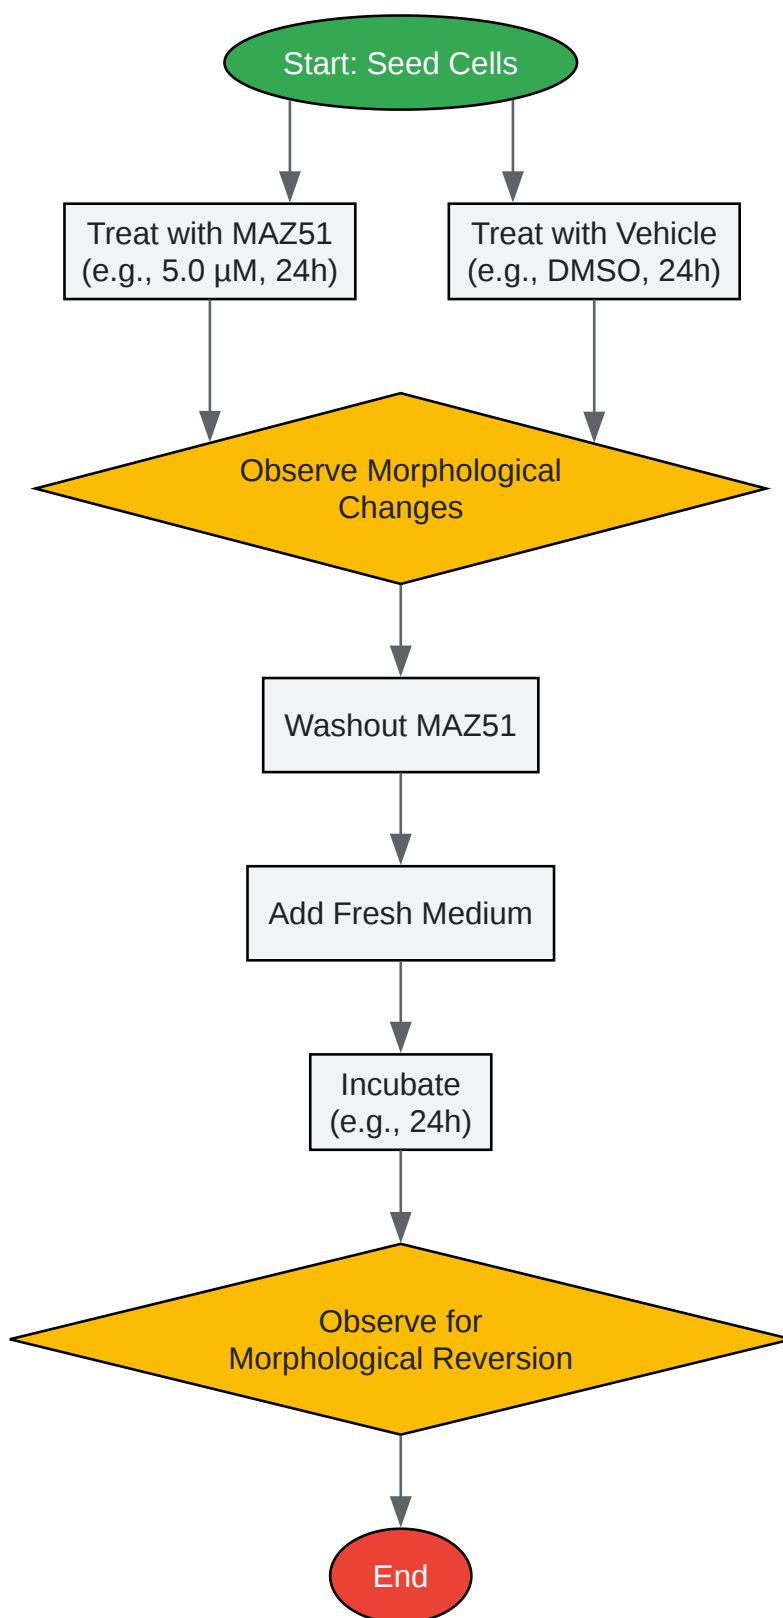 Start: Seed Cells
Treat with MAZ51
(e.g., 5.0 µM, 24h)
Treat with Vehicle
(e.g., DMSO, 24h)
Observe Morphological
Changes
Washout MAZ51
Add Fresh Medium
Incubate
(e.g., 24h)
Observe for
Morphological Reversion
End